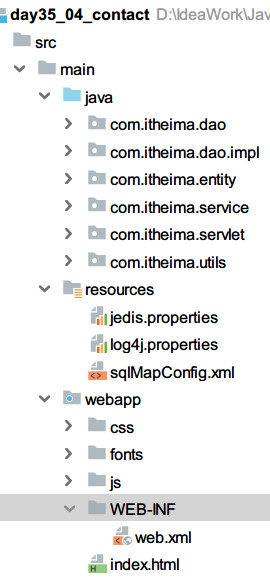 day35_04_contact D:\IdeaWork\Jav
src
main
java
com.itheima.dao
com.itheima.dao.impl
com.itheima.entity
com.itheima.service
com.itheima.servlet
com.itheima.utils
resources
jedis.properties
log4j.properties
sqlMapConfig.xml
webapp
css
fonts
js
WEB-INF
web.xml
index.html